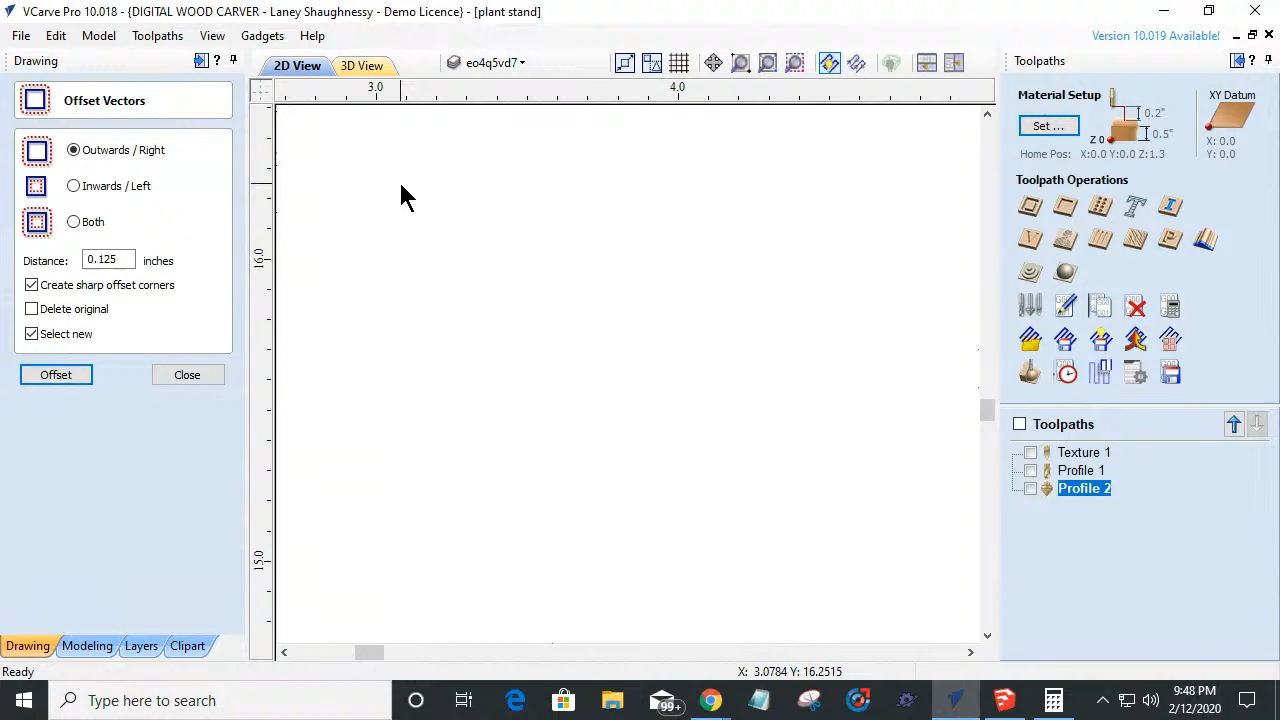 VCarve Pro 10.018 - {DIGITAL WOOD CARVER - Laney Shaughnessy - Demo Licence} - [plant stand]
File Edit Model Toolpaths View Gadgets Help Version 10.019 Available!
Drawing
2D View 3D View eo4q5vd7
Toolpaths
3.0 4.0
Offset Vectors
Outwards / Right
Inwards / Left
Both
Distance: 0.125 inches
Create sharp offset corners
Delete original
Select new
Offset Close
16.0
15.0
Material Setup
Set ...
0.2"
0.5"
Z 0
XY Datum
X: 0.0
Y: 0.0
Home Pos: X:0.0 Y:0.0 Z:1.3
Toolpath Operations
Toolpaths
Texture 1
Profile 1
Profile 2
Drawing Modeling Layers Clipart
Ready X: 3.0784 Y: 16.2515
Type here to search
99+
9:48 PM
2/12/2020